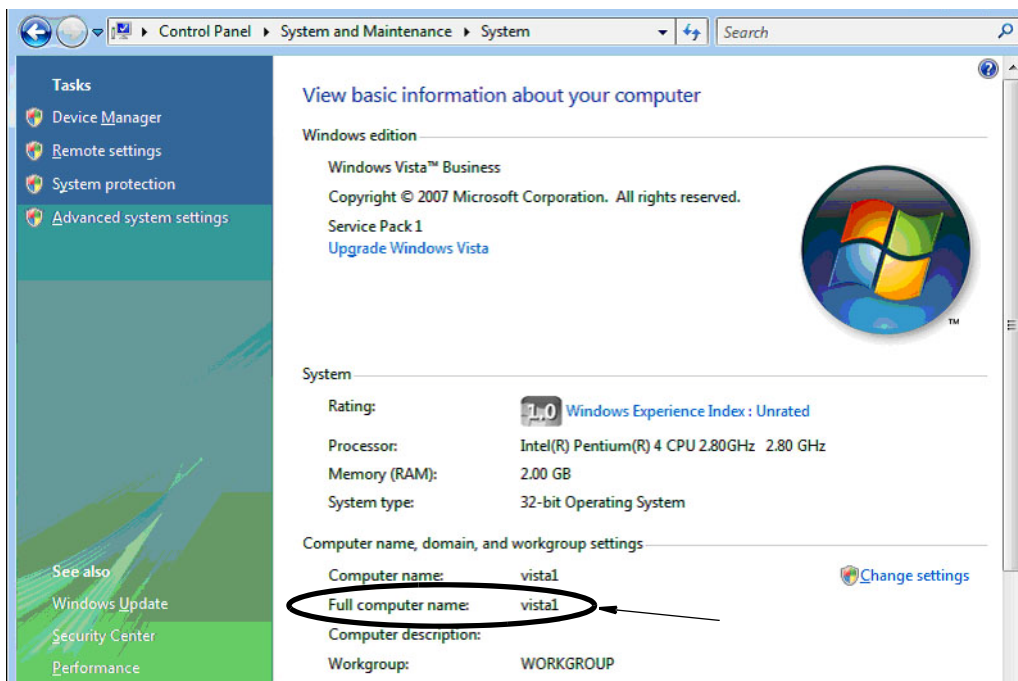 Control Panel System and Maintenance System Search
Tasks
Device Manager
Remote settings
System protection
Advanced system settings
See also
Windows Update
Security Center
Performance
View basic information about your computer
Windows edition
Windows Vista™ Business
Copyright © 2007 Microsoft Corporation. All rights reserved.
Service Pack 1
Upgrade Windows Vista
TM
System
Rating: 1,0 Windows Experience Index : Unrated
Processor: Intel(R) Pentium(R) 4 CPU 2.80GHz 2.80 GHz
Memory (RAM): 2.00 GB
System type: 32-bit Operating System
Computer name, domain, and workgroup settings
Computer name: vista1 Change settings
Full computer name: vista1
Computer description:
Workgroup: WORKGROUP